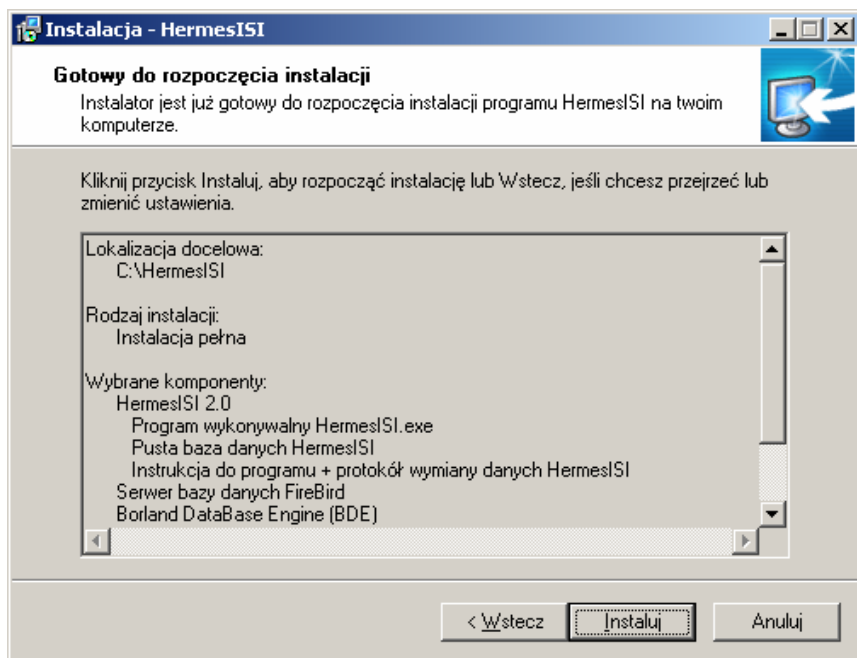 Instalacja - HermesISI
Gotowy do rozpoczęcia instalacji
Instalator jest już gotowy do rozpoczęcia instalacji programu HermesISI na twoim
komputerze.
Kliknij przycisk Instaluj, aby rozpocząć instalację lub Wstecz, jeśli chcesz przejrzeć lub
zmienić ustawienia.
Lokalizacja docelowa:
C:\HermesISI
Rodzaj instalacji:
Instalacja pełna
Wybrane komponenty:
HermesISI 2.0
Program wykonywalny HermesISI.exe
Pusta baza danych HermesISI
Instrukcja do programu + protokół wymiany danych HermesISI
Serwer bazy danych FireBird
Borland DataBase Engine (BDE)
< Wstecz Instaluj Anuluj